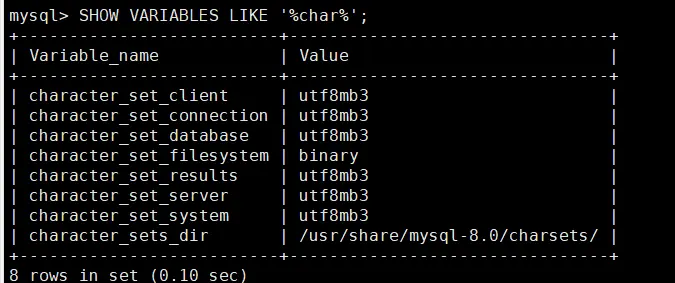 mysql> SHOW VARIABLES LIKE '%char%';
+--------------------------+--------------------------------+
| Variable_name            | Value                          |
+--------------------------+--------------------------------+
| character_set_client     | utf8mb3                        |
| character_set_connection | utf8mb3                        |
| character_set_database   | utf8mb3                        |
| character_set_filesystem | binary                         |
| character_set_results    | utf8mb3                        |
| character_set_server     | utf8mb3                        |
| character_set_system     | utf8mb3                        |
| character_sets_dir       | /usr/share/mysql-8.0/charsets/ |
+--------------------------+--------------------------------+
8 rows in set (0.10 sec)